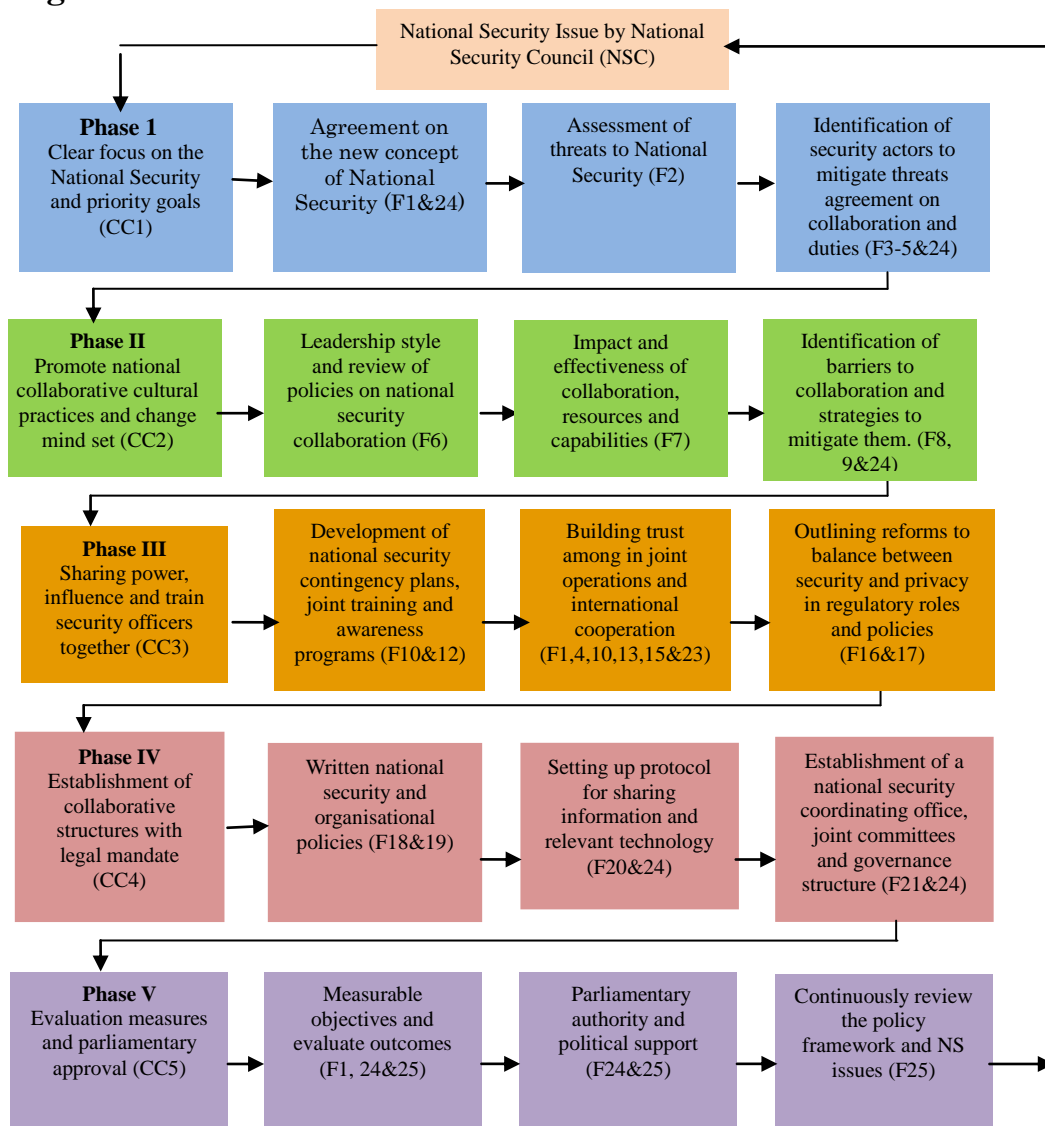 National Security Issue by National
Security Council (NSC)
Phase 1
Clear focus on the
National Security
and priority goals
(CC1)
Agreement on
the new concept
of National
Security (F1&24)
Assessment of
threats to National
Security (F2)
Identification of
security actors to
mitigate threats
agreement on
collaboration and
duties (F3-5&24)
Phase II
Promote national
collaborative cultural
practices and change
mind set (CC2)
Leadership style
and review of
policies on national
security
collaboration (F6)
Impact and
effectiveness of
collaboration,
resources and
capabilities (F7)
Identification of
barriers to
collaboration and
strategies to
mitigate them. (F8,
9&24)
Phase III
Sharing power,
influence and train
security officers
together (CC3)
Development of
national security
contingency plans,
joint training and
awareness
programs (F10&12)
Building trust
among in joint
operations and
international
cooperation
(F1,4,10,13,15&23)
Outlining reforms to
balance between
security and privacy
in regulatory roles
and policies
(F16&17)
Phase IV
Establishment of
collaborative
structures with
legal mandate
(CC4)
Written national
security and
organisational
policies (F18&19)
Setting up protocol
for sharing
information and
relevant technology
(F20&24)
Establishment of a
national security
coordinating office,
joint committees
and governance
structure (F21&24)
Phase V
Evaluation measures
and parliamentary
approval (CC5)
Measurable
objectives and
evaluate outcomes
(F1, 24&25)
Parliamentary
authority and
political support
(F24&25)
Continuously review
the policy
framework and NS
issues (F25)